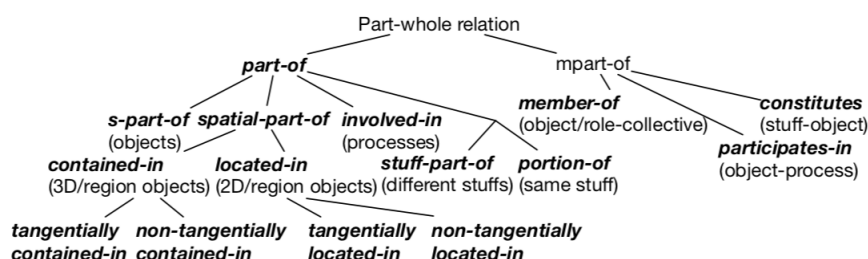 Part-whole relation
part-of
mpart-of
s-part-of spatial-part-of involved-in
(objects)
(processes)
member-of
(object/role-collective)
constitutes
(stuff-object)
participates-in
(object-process)
contained-in
(3D/region objects)
located-in
(2D/region objects)
stuff-part-of
(different stuffs)
portion-of
(same stuff)
tangentially
contained-in
non-tangentially
contained-in
tangentially
located-in
non-tangentially
located-in